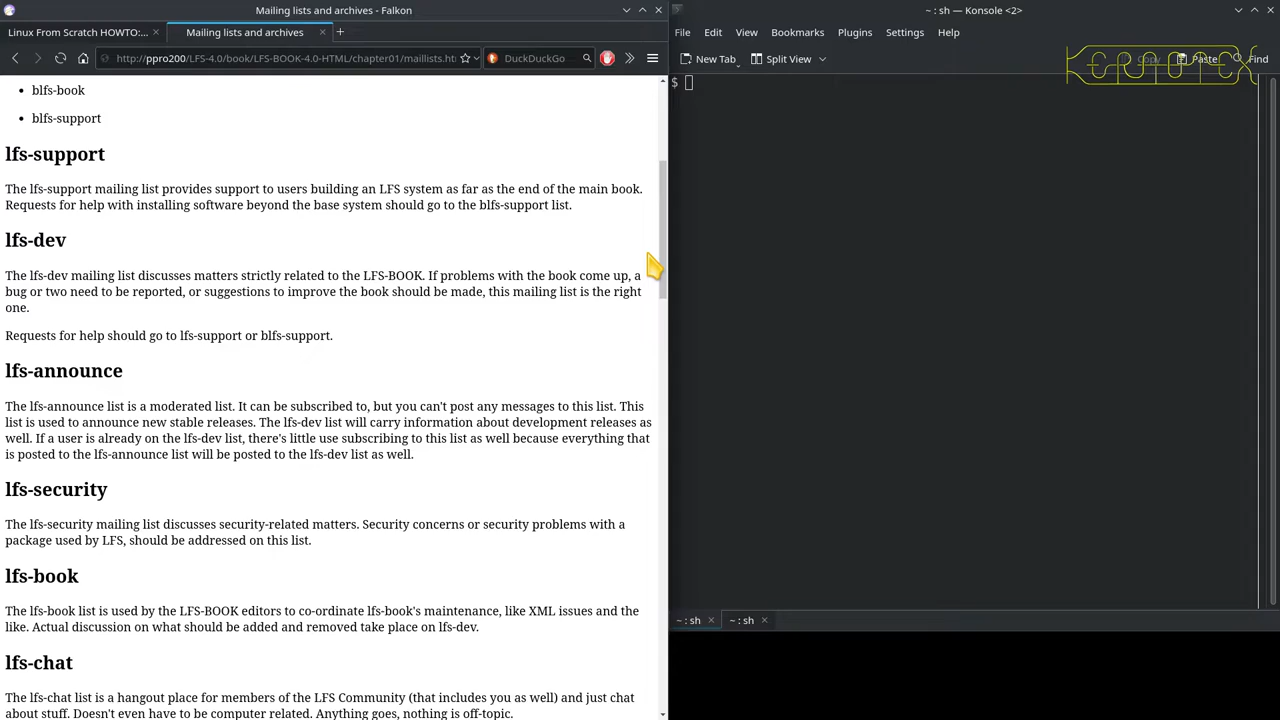 Mailing lists and archives - Falkon
~ : sh — Konsole <2>
Linux From Scratch HOWTO:...
Mailing lists and archives
File Edit View Bookmarks Plugins Settings Help
http://ppro200/LFS-4.0/book/LFS-BOOK-4.0-HTML/chapter01/maillists.ht
DuckDuckGo
New Tab
Split View
Copy
Paste
Find
$
• blfs-book
• blfs-support
lfs-support
The lfs-support mailing list provides support to users building an LFS system as far as the end of the main book.
Requests for help with installing software beyond the base system should go to the blfs-support list.
lfs-dev
The lfs-dev mailing list discusses matters strictly related to the LFS-BOOK. If problems with the book come up, a
bug or two need to be reported, or suggestions to improve the book should be made, this mailing list is the right
one.
Requests for help should go to lfs-support or blfs-support.
lfs-announce
The lfs-announce list is a moderated list. It can be subscribed to, but you can't post any messages to this list. This
list is used to announce new stable releases. The lfs-dev list will carry information about development releases as
well. If a user is already on the lfs-dev list, there's little use subscribing to this list as well because everything that
is posted to the lfs-announce list will be posted to the lfs-dev list as well.
lfs-security
The lfs-security mailing list discusses security-related matters. Security concerns or security problems with a
package used by LFS, should be addressed on this list.
lfs-book
The lfs-book list is used by the LFS-BOOK editors to co-ordinate lfs-book's maintenance, like XML issues and the
like. Actual discussion on what should be added and removed take place on lfs-dev.
lfs-chat
The lfs-chat list is a hangout place for members of the LFS Community (that includes you as well) and just chat
about stuff. Doesn't even have to be computer related. Anything goes, nothing is off-topic.
~ : sh
~ : sh